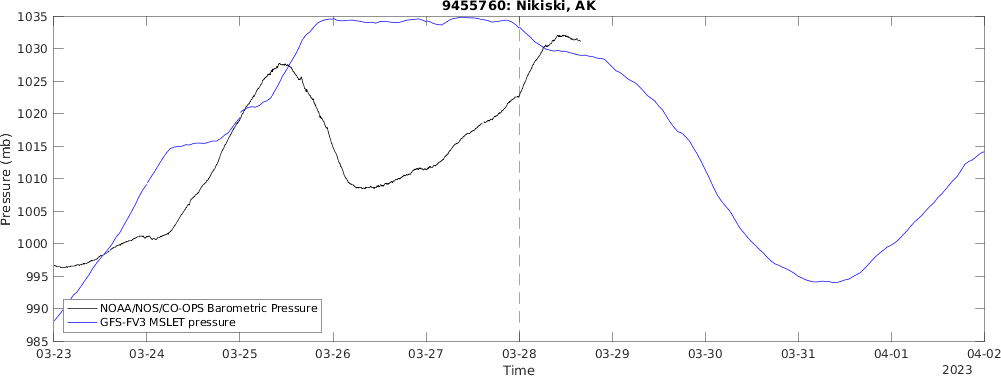 9455760: Nikiski, AK
Pressure (mb)
1035
1030
1025
1020
1015
1010
1005
1000
995
990
985
NOAA/NOS/CO-OPS Barometric Pressure
GFS-FV3 MSLET pressure
03-23 03-24 03-25 03-26 03-27 03-28 03-29 03-30 03-31 04-01 04-02
Time
2023